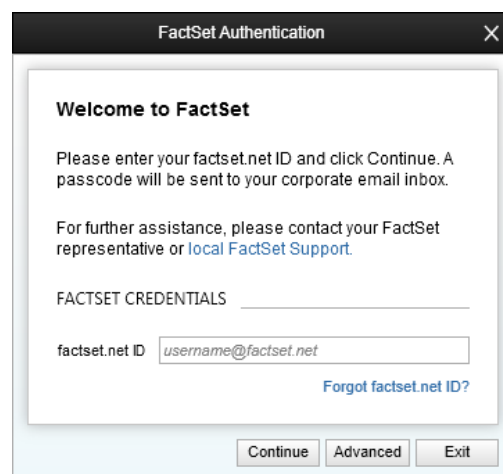 FactSet Authentication
Welcome to FactSet
Please enter your factset.net ID and click Continue. A
passcode will be sent to your corporate email inbox.
For further assistance, please contact your FactSet
representative or local FactSet Support.
FACTSET CREDENTIALS
factset.net ID username@factset.net
Forgot factset.net ID?
Continue Advanced Exit